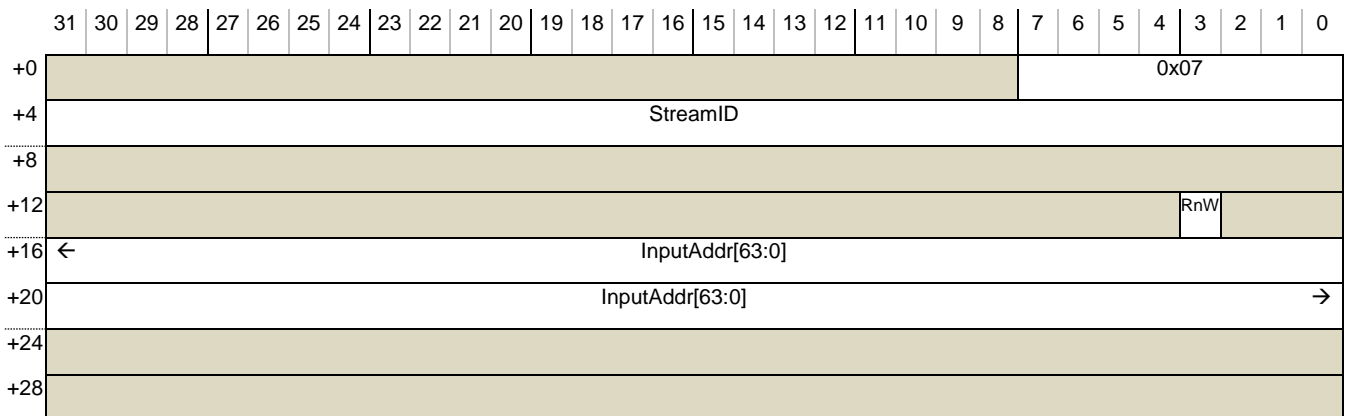 31 30 29 28 27 26 25 24 23 22 21 20 19 18 17 16 15 14 13 12 11 10 9 8 7 6 5 4 3 2 1 0
+0 0x07
+4 StreamID
+8
+12 RnW
+16 ← InputAddr[63:0]
+20 InputAddr[63:0] →
+24
+28